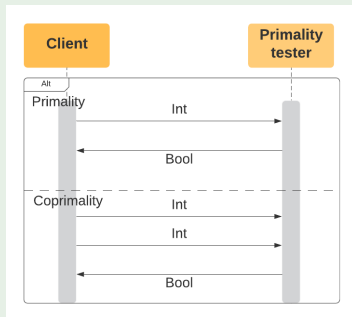 Client
Primality
tester
Alt
Primality
Int
Bool
Coprimality
Int
Int
Bool